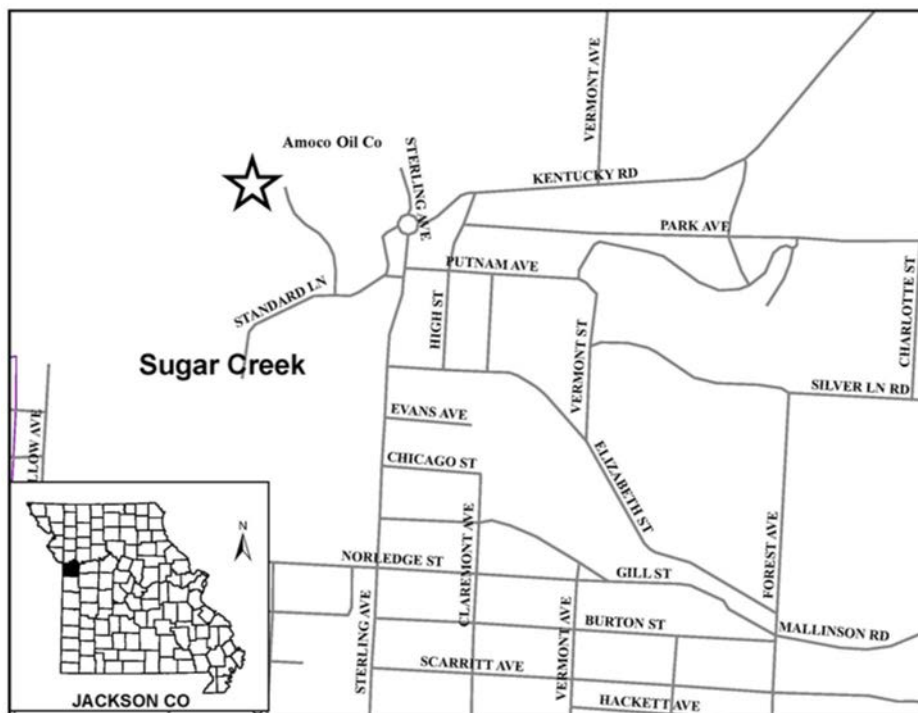 VERMONT AVE
Amoco Oil Co
STERLING AVE
KENTUCKY RD
PARK AVE
PUTNAM AVE
CHARLOTTE ST
STANDARD LN
HIGH ST
VERMONT ST
Sugar Creek
SILVER LN RD
EVANS AVE
LLOW AVE
CHICAGO ST
ELIZABETH ST
CLAREMONT AVE
FOREST AVE
N
NORLEDGE ST
GILL ST
STERLING AVE
VERMONT AVE
BURTON ST
MALLINSON RD
SCARRITT AVE
HACKETT AVE
JACKSON CO